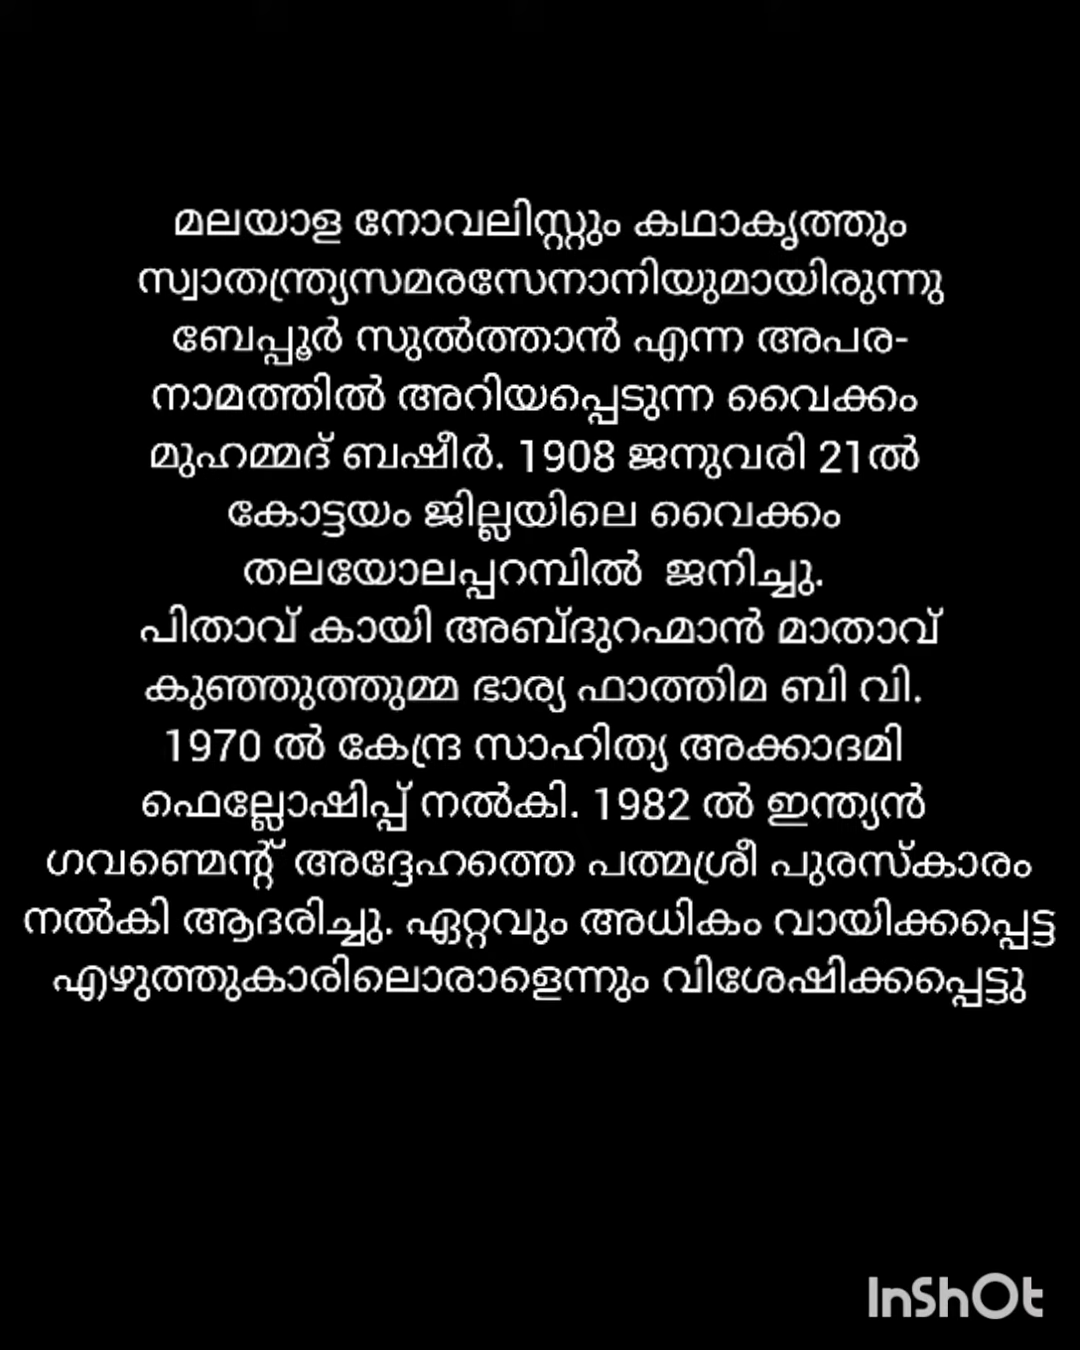 മലയാള നോവലിസ്റ്റും കഥാകൃത്തും
സ്വാതന്ത്ര്യസമരസേനാനിയുമായിരുന്നു
ബേപ്പൂർ സുൽത്താൻ എന്ന അപര-
നാമത്തിൽ അറിയപ്പെടുന്ന വൈക്കം
മുഹമ്മദ് ബഷീർ. 1908 ജനുവരി 21ൽ
കോട്ടയം ജില്ലയിലെ വൈക്കം
തലയോലപ്പറമ്പിൽ ജനിച്ചു.
പിതാവ് കായി അബ്ദുറഹ്മാൻ മാതാവ്
കുഞ്ഞുത്തുമ്മ ഭാര്യ ഫാത്തിമ ബി വി.
1970 ൽ കേന്ദ്ര സാഹിത്യ അക്കാദമി
ഫെല്ലോഷിപ്പ് നൽകി. 1982 ൽ ഇന്ത്യൻ
ഗവണ്മെന്റ് അദ്ദേഹത്തെ പത്മശ്രീ പുരസ്കാരം
നൽകി ആദരിച്ചു. ഏറ്റവും അധികം വായിക്കപ്പെട്ട
എഴുത്തുകാരിലൊരാളെന്നും വിശേഷിക്കപ്പെട്ടു
InShOt